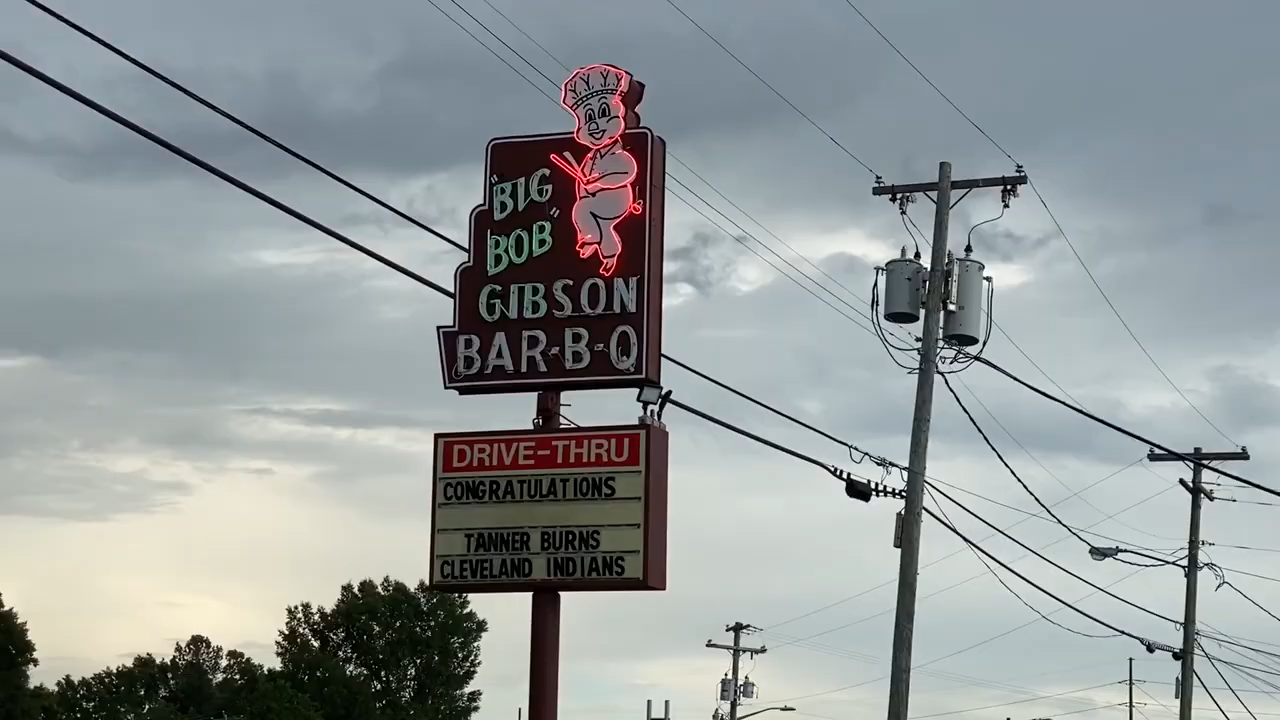 "BIG
BOB"
GIBSON
BAR-B-Q
DRIVE-THRU
CONGRATULATIONS
TANNER BURNS
CLEVELAND INDIANS